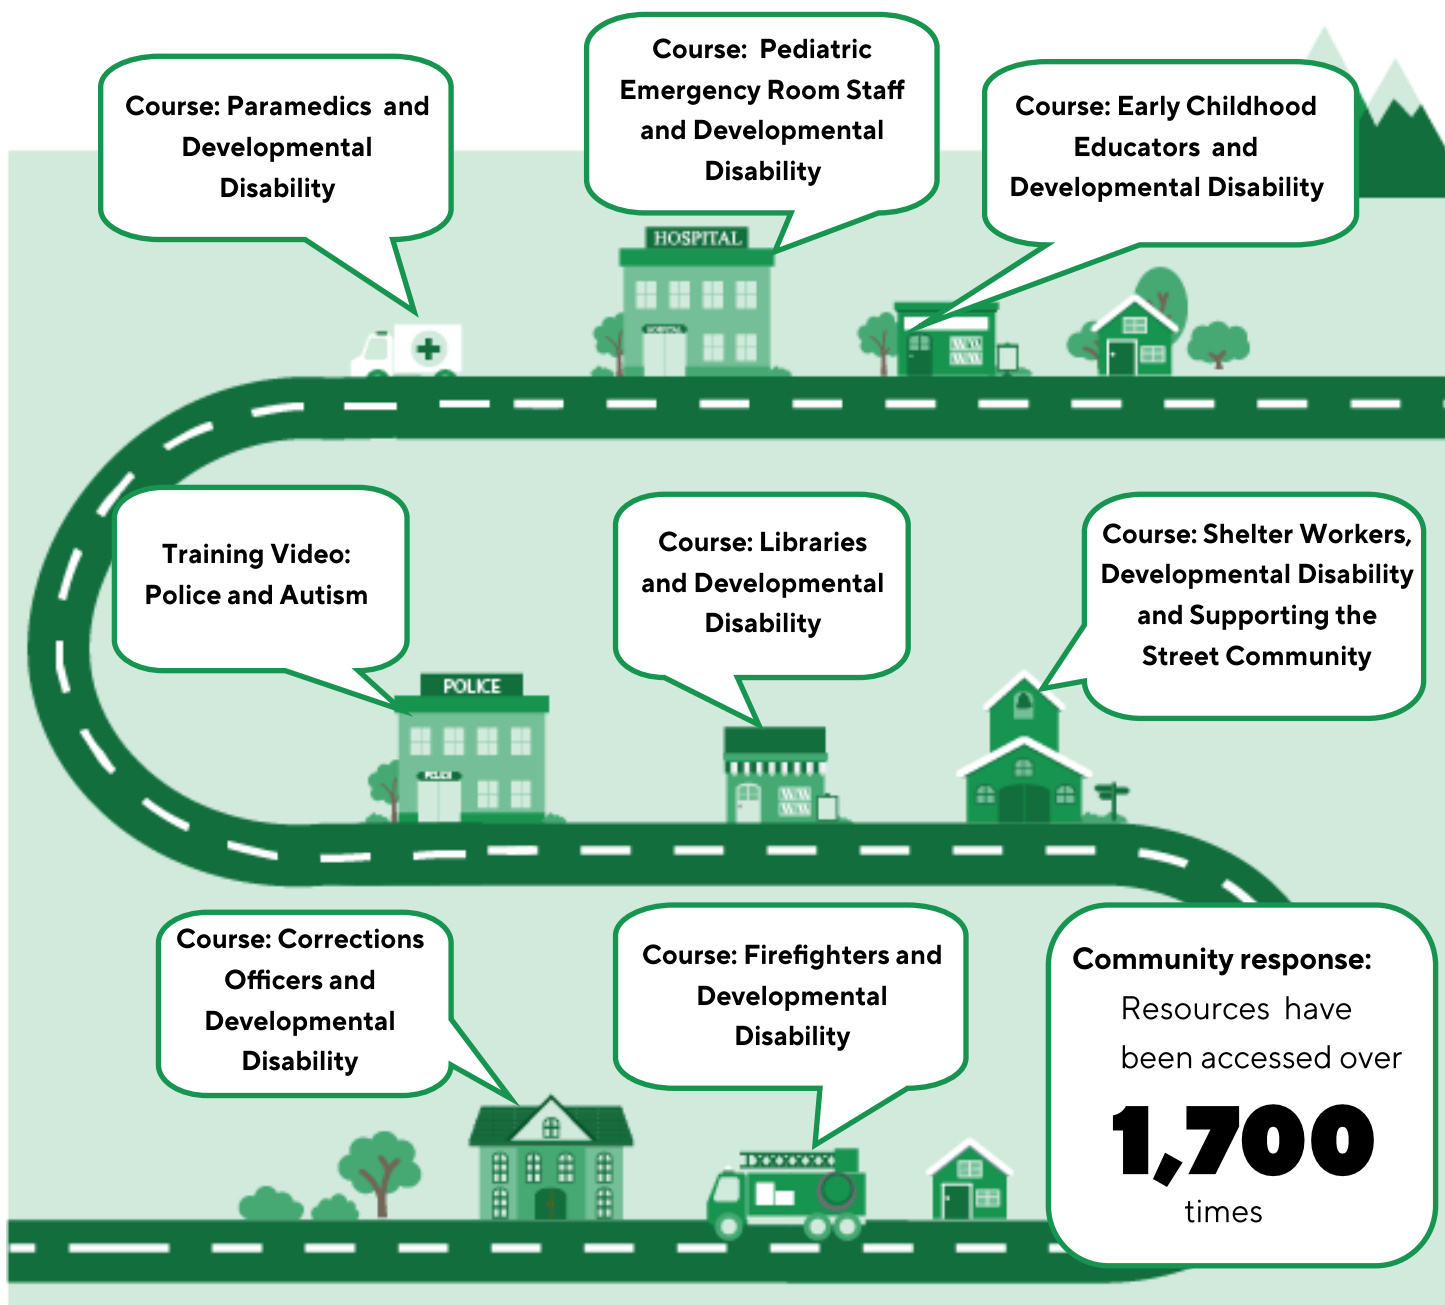 Course: Paramedics and
Developmental
Disability
Course: Pediatric
Emergency Room Staff
and Developmental
Disability
Course: Early Childhood
Educators and
Developmental Disability
HOSPITAL
HOSPITAL
Training Video:
Police and Autism
Course: Libraries
and Developmental
Disability
Course: Shelter Workers,
Developmental Disability
and Supporting the
Street Community
POLICE
POLICE
Course: Corrections
Officers and
Developmental
Disability
Course: Firefighters and
Developmental
Disability
Community response:
Resources have
been accessed over
1,700
times